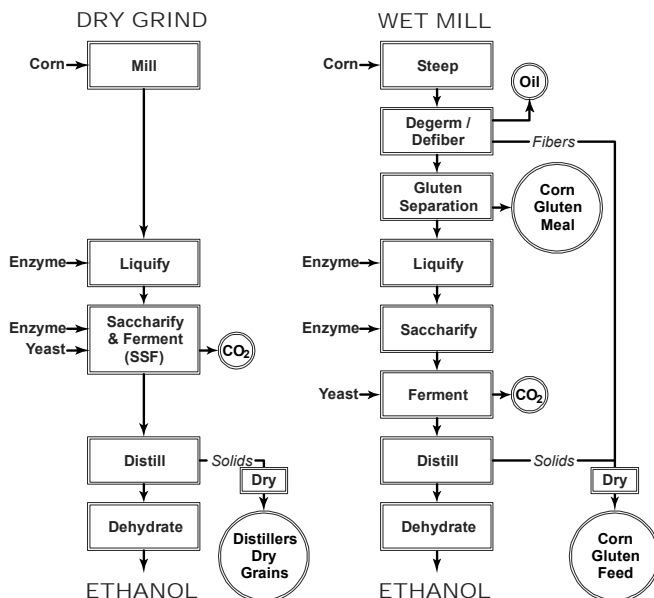 DRY GRIND
Corn
Mill
Enzyme
Liquify
Enzyme
Yeast
Saccharify
& Ferment
(SSF)
CO2
Distill
Solids
Dry
Dehydrate
Distillers
Dry
Grains
ETHANOL
WET MILL
Corn
Steep
Oil
Degerm /
Defiber
Fibers
Gluten
Separation
Corn
Gluten
Meal
Enzyme
Liquify
Enzyme
Saccharify
Yeast
Ferment
CO2
Distill
Solids
Dry
Dehydrate
Corn
Gluten
Feed
ETHANOL